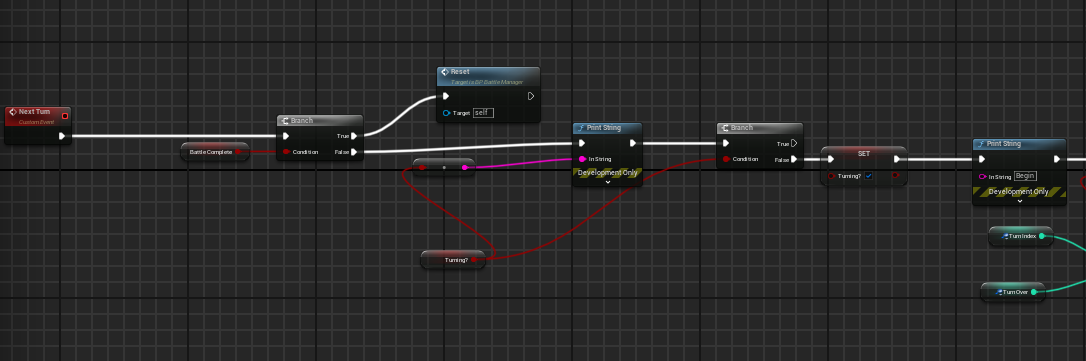 Next Turn
Custom Event
Battle Complete
Branch
True
Condition
False
Reset
Target is BP Battle Manager
Target
self
Turning?
Print String
In String
Development Only
Branch
True
Condition
False
SET
Turning?
Print String
In String
Begin
Development Only
Turn Index
Turn Over